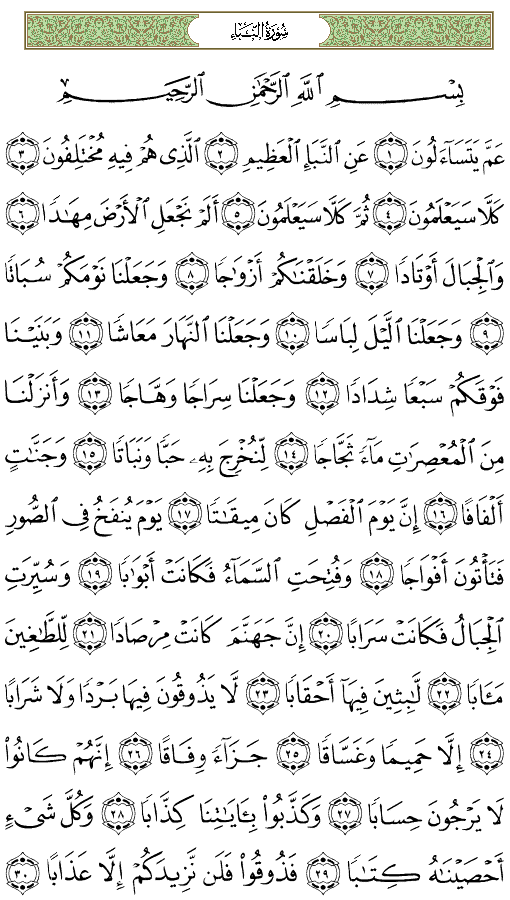 سُورَةُ النَّبَإِ
بِسْمِ ٱللَّهِ ٱلرَّحْمَٰنِ ٱلرَّحِيمِ
عَمَّ يَتَسَآءَلُونَ ١ عَنِ ٱلنَّبَإِ ٱلْعَظِيمِ ٢ ٱلَّذِى هُمْ فِيهِ مُخْتَلِفُونَ ٣
كَلَّا سَيَعْلَمُونَ ٤ ثُمَّ كَلَّا سَيَعْلَمُونَ ٥ أَلَمْ نَجْعَلِ ٱلْأَرْضَ مِهَٰدًا ٦
وَٱلْجِبَالَ أَوْتَادًا ٧ وَخَلَقْنَٰكُمْ أَزْوَٰجًا ٨ وَجَعَلْنَا نَوْمَكُمْ سُبَاتًا
٩ وَجَعَلْنَا ٱلَّيْلَ لِبَاسًا ١٠ وَجَعَلْنَا ٱلنَّهَارَ مَعَاشًا ١١ وَبَنَيْنَا
فَوْقَكُمْ سَبْعًا شِدَادًا ١٢ وَجَعَلْنَا سِرَاجًا وَهَّاجًا ١٣ وَأَنزَلْنَا
مِنَ ٱلْمُعْصِرَٰتِ مَآءً ثَجَّاجًا ١٤ لِّنُخْرِجَ بِهِۦ حَبًّا وَنَبَاتًا ١٥ وَجَنَّٰتٍ
أَلْفَافًا ١٦ إِنَّ يَوْمَ ٱلْفَصْلِ كَانَ مِيقَٰتًا ١٧ يَوْمَ يُنفَخُ فِى ٱلصُّورِ
فَتَأْتُونَ أَفْوَاجًا ١٨ وَفُتِحَتِ ٱلسَّمَآءُ فَكَانَتْ أَبْوَٰبًا ١٩ وَسُيِّرَتِ
ٱلْجِبَالُ فَكَانَتْ سَرَابًا ٢٠ إِنَّ جَهَنَّمَ كَانَتْ مِرْصَادًا ٢١ لِّلطَّٰغِينَ
مَـَٔابًا ٢٢ لَّٰبِثِينَ فِيهَآ أَحْقَابًا ٢٣ لَّا يَذُوقُونَ فِيهَا بَرْدًا وَلَا شَرَابًا
٢٤ إِلَّا حَمِيمًا وَغَسَّاقًا ٢٥ جَزَآءً وِفَاقًا ٢٦ إِنَّهُمْ كَانُوا۟
لَا يَرْجُونَ حِسَابًا ٢٧ وَكَذَّبُوا۟ بِـَٔايَٰتِنَا كِذَّابًا ٢٨ وَكُلَّ شَىْءٍ
أَحْصَيْنَٰهُ كِتَٰبًا ٢٩ فَذُوقُوا۟ فَلَن نَّزِيدَكُمْ إِلَّا عَذَابًا ٣٠